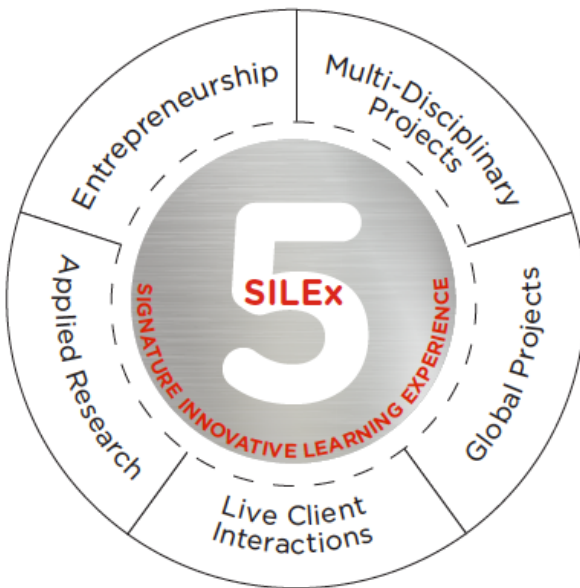 Entrepreneurship
Multi-Disciplinary
Projects
Global Projects
Live Client
Interactions
Applied Research
5
SILEx
SIGNATURE INNOVATIVE LEARNING EXPERIENCE